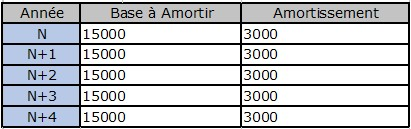 Année Base à Amortir Amortissement
N 15000 3000
N+1 15000 3000
N+2 15000 3000
N+3 15000 3000
N+4 15000 3000